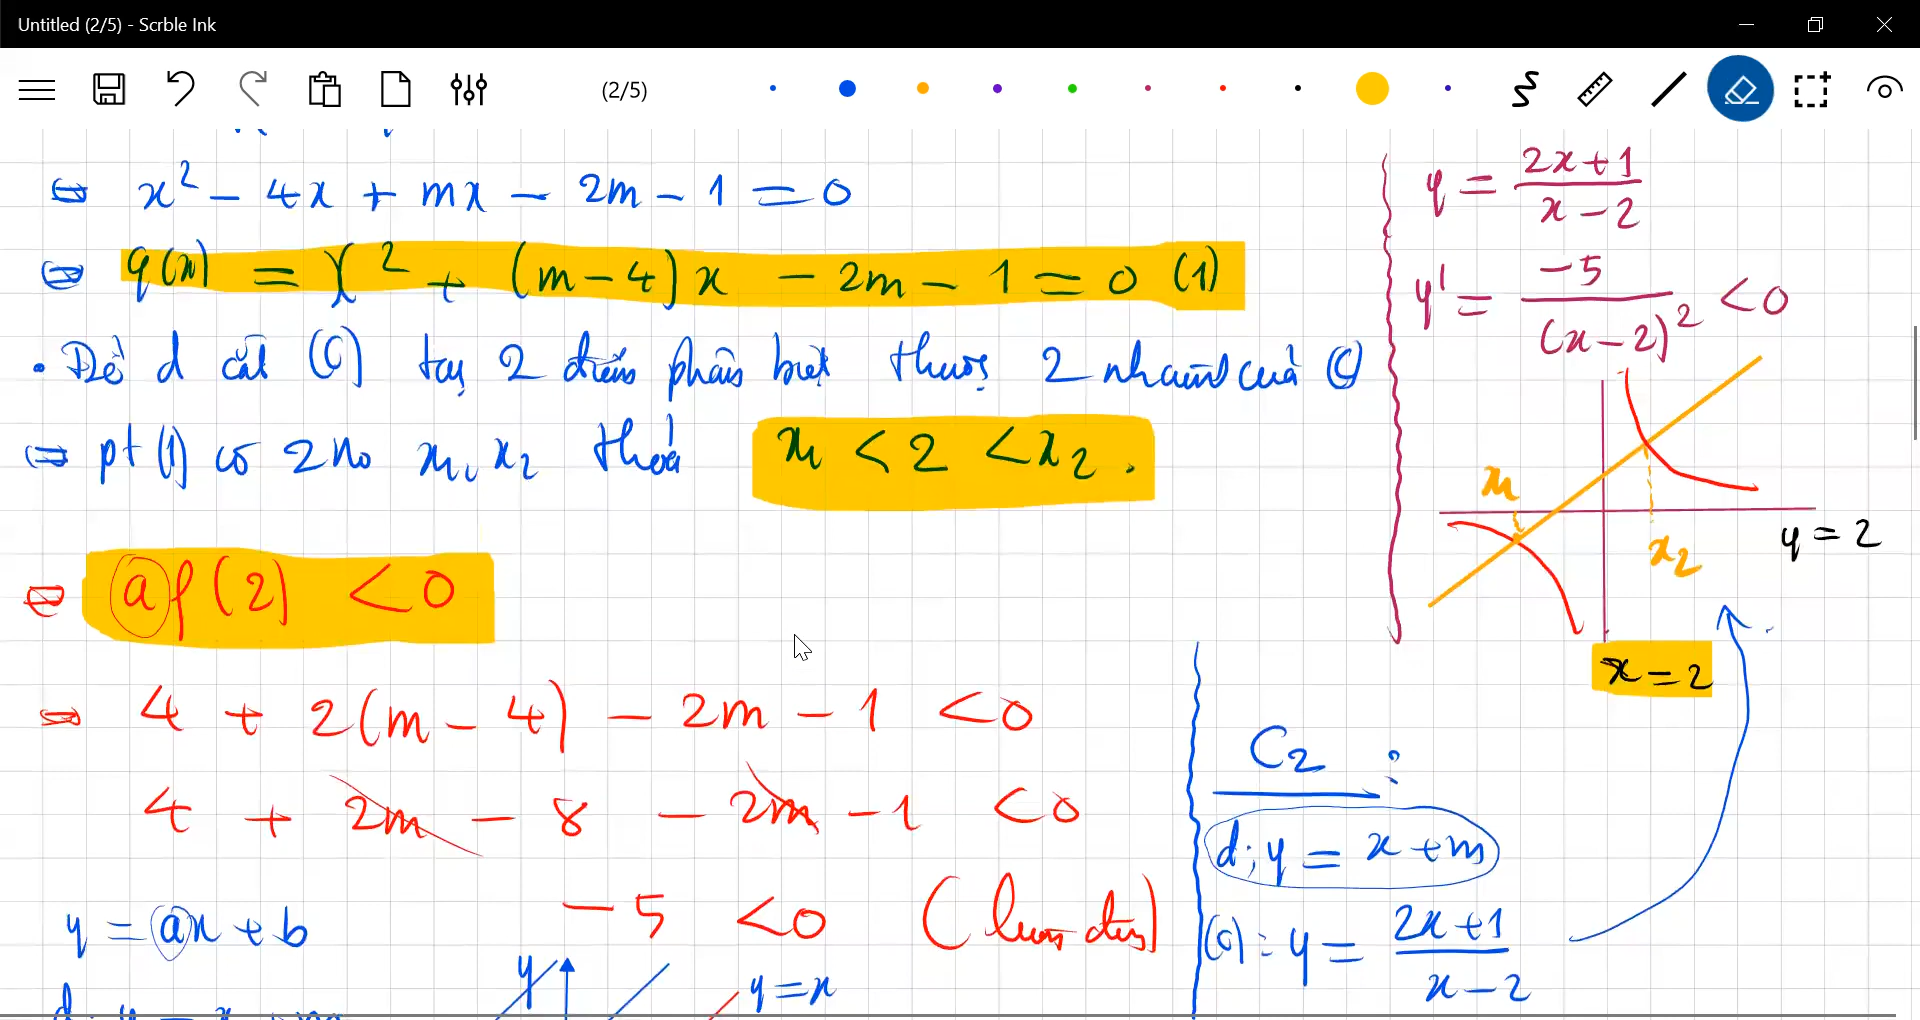 Untitled (2/5) - Scrble Ink
(2/5)
⇔ x² - 4x + mx - 2m - 1 = 0
⇔ g(x) = x² + (m-4)x - 2m - 1 = 0 (1)
• Để d cắt (C) tại 2 điểm phân biệt thuộc 2 nhánh của (C)
⇔ pt (1) có 2 no x₁, x₂ thoả x₁ < 2 < x₂.
⇔ a f(2) < 0
⇔ 4 + 2(m-4) - 2m - 1 < 0
4 + 2m - 8 - 2m - 1 < 0
-5 < 0 (luôn đúng)
y = ax + b
y
y = x
y = (2x+1)/(x-2)
y' = -5/(x-2)² < 0
x₁
x₂
y = 2
x = 2
C₂ :
d: y = x + m
(C): y = (2x+1)/(x-2)